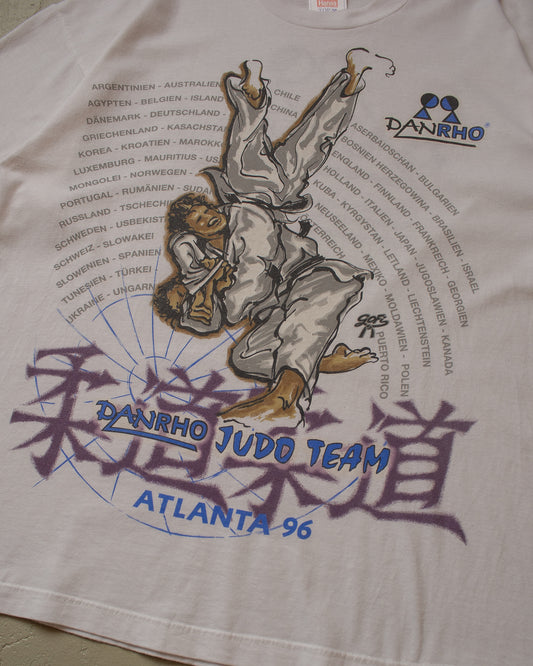 Hanes
ARGENTINIEN - AUSTRALIEN
ÄGYPTEN - BELGIEN - ISLAND
CHILE
DÄNEMARK - DEUTSCHLAND -
CHINA
GRIECHENLAND - KASACHSTA
KOREA - KROATIEN - MAROKKO
LUXEMBURG - MAURITIUS - US
MONGOLEI - NORWEGEN -
PORTUGAL - RUMÄNIEN - SUDA
RUSSLAND - TSCHECHI
SCHWEDEN - USBEKIST
SCHWEIZ - SLOWAKEI
SLOWENIEN - SPANIEN
TUNESIEN - TÜRKEI
UKRAINE - UNGARN
DANRHO®
ASERBAIDSCHAN - BULGARIEN
BOSNIEN HERZEGOWINA - BRASILIEN - ISRAEL
ENGLAND - FINNLAND - FRANKREICH - GEORGIEN
HOLLAND - ITALIEN - JAPAN - JUGOSLAWIEN - KANADA
KUBA - KYRGYSTAN - LETLAND - LIECHTENSTEIN
NEUSEELAND - MEXIKO - MOLDAWIEN - POLEN
ÖSTERREICH
PUERTO RICO
柔道柔道
DANRHO JUDO TEAM
ATLANTA 96